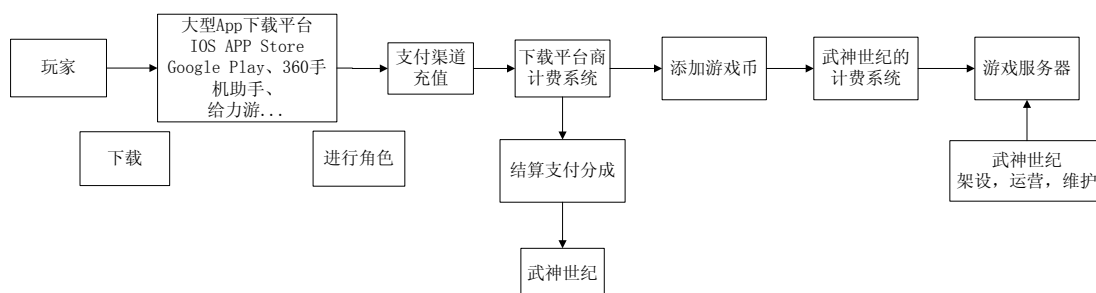 玩家
大型App下载平台
IOS APP Store
Google Play、360手
机助手、
给力游...
支付渠道
充值
下载平台商
计费系统
添加游戏币
武神世纪的
计费系统
游戏服务器
下载
进行角色
结算支付分成
武神世纪
架设，运营，维护
武神世纪